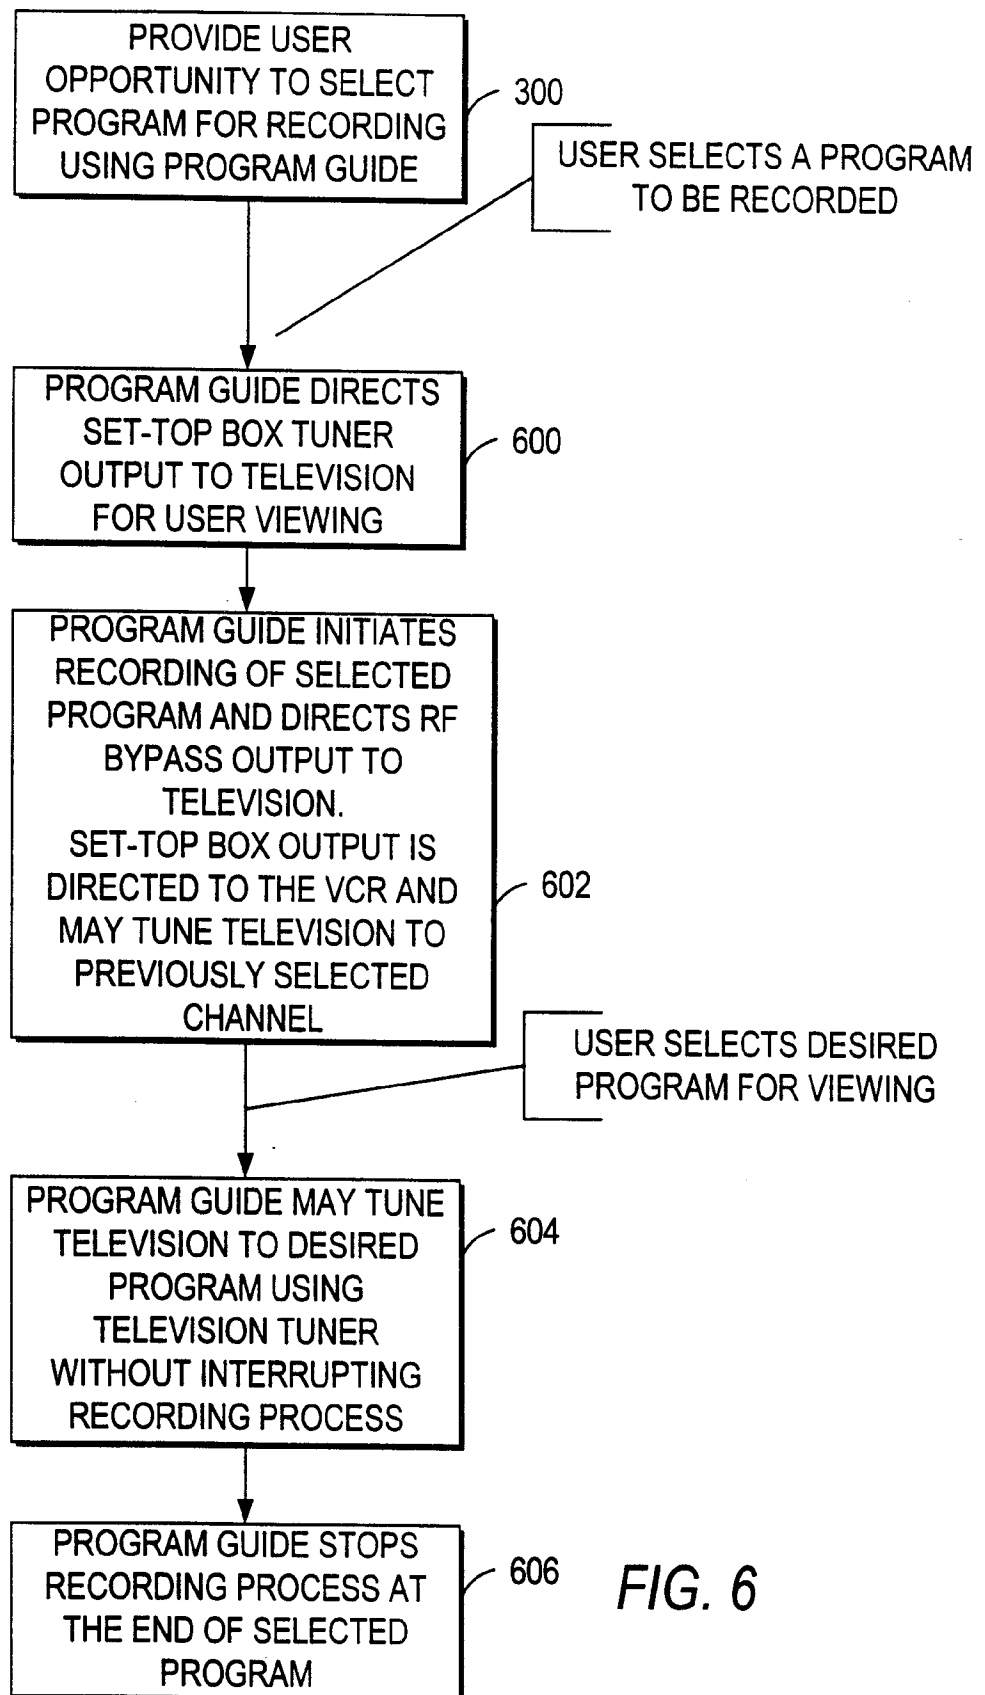 PROVIDE USER
OPPORTUNITY TO SELECT
PROGRAM FOR RECORDING
USING PROGRAM GUIDE
300
USER SELECTS A PROGRAM
TO BE RECORDED
PROGRAM GUIDE DIRECTS
SET-TOP BOX TUNER
OUTPUT TO TELEVISION
FOR USER VIEWING
600
PROGRAM GUIDE INITIATES
RECORDING OF SELECTED
PROGRAM AND DIRECTS RF
BYPASS OUTPUT TO
TELEVISION.
SET-TOP BOX OUTPUT IS
DIRECTED TO THE VCR AND
MAY TUNE TELEVISION TO
PREVIOUSLY SELECTED
CHANNEL
602
USER SELECTS DESIRED
PROGRAM FOR VIEWING
PROGRAM GUIDE MAY TUNE
TELEVISION TO DESIRED
PROGRAM USING
TELEVISION TUNER
WITHOUT INTERRUPTING
RECORDING PROCESS
604
PROGRAM GUIDE STOPS
RECORDING PROCESS AT
THE END OF SELECTED
PROGRAM
606
FIG. 6